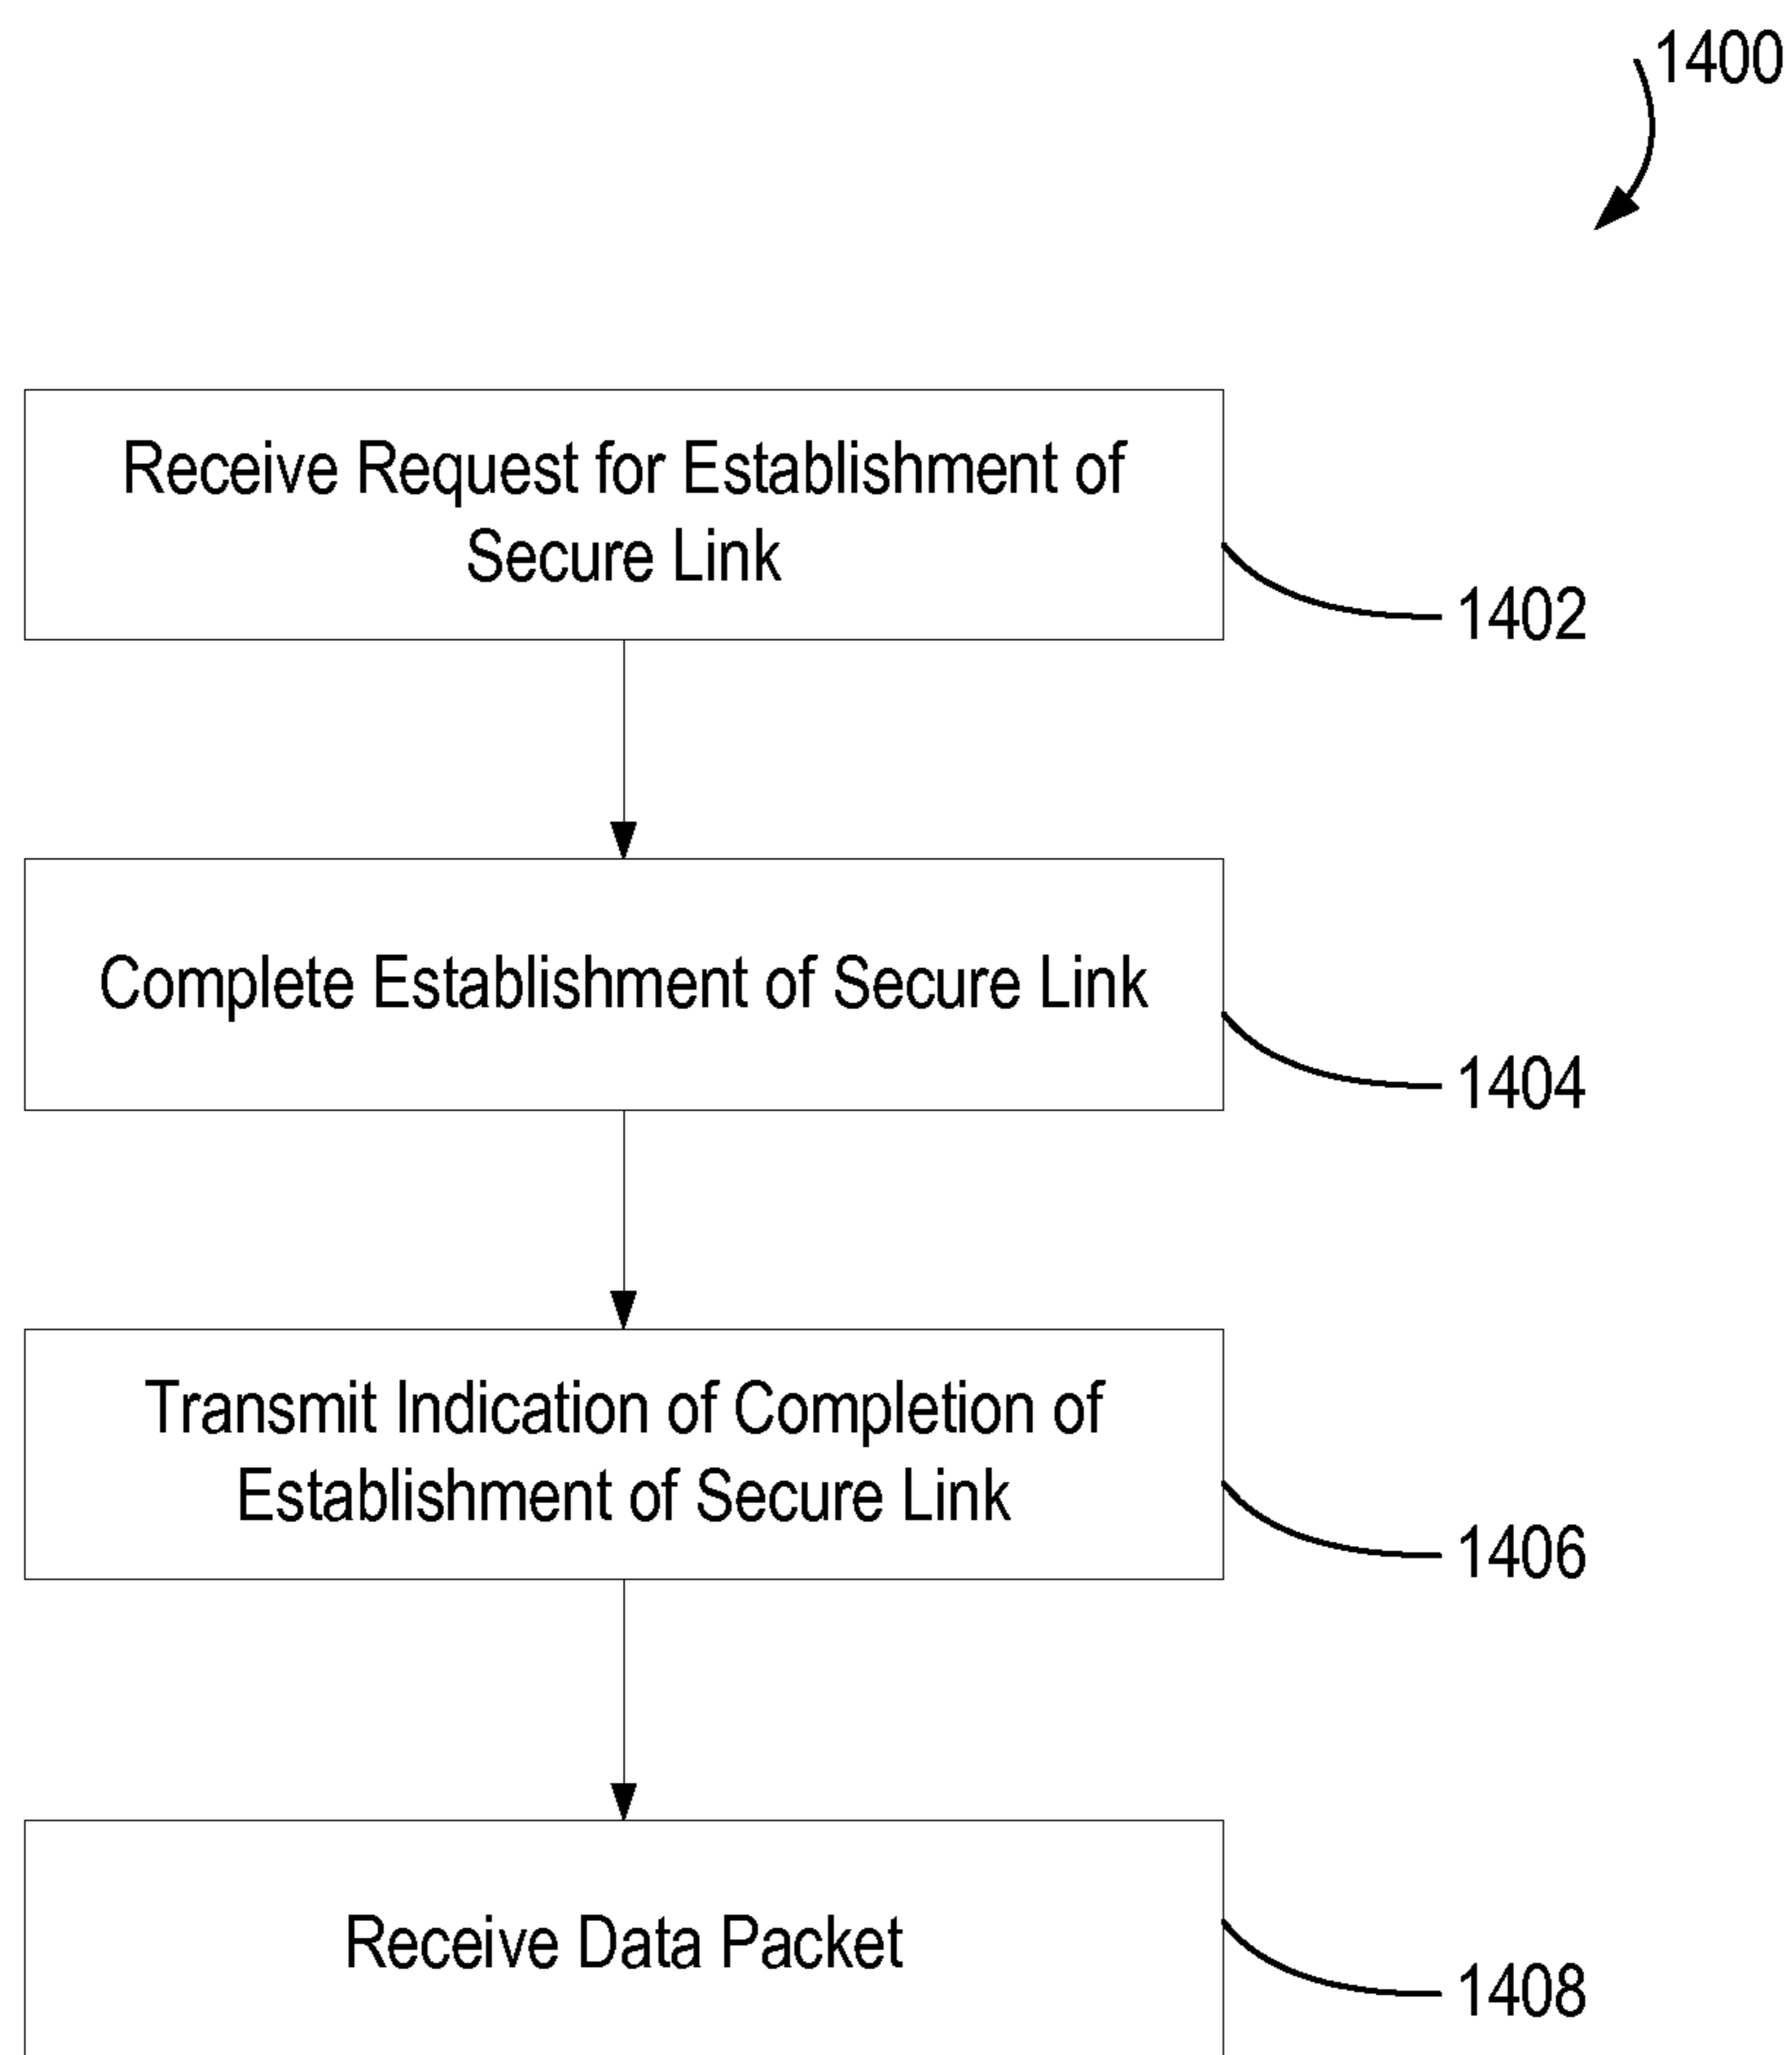 1400
Receive Request for Establishment of
Secure Link
1402
Complete Establishment of Secure Link
1404
Transmit Indication of Completion of
Establishment of Secure Link
1406
Receive Data Packet
1408